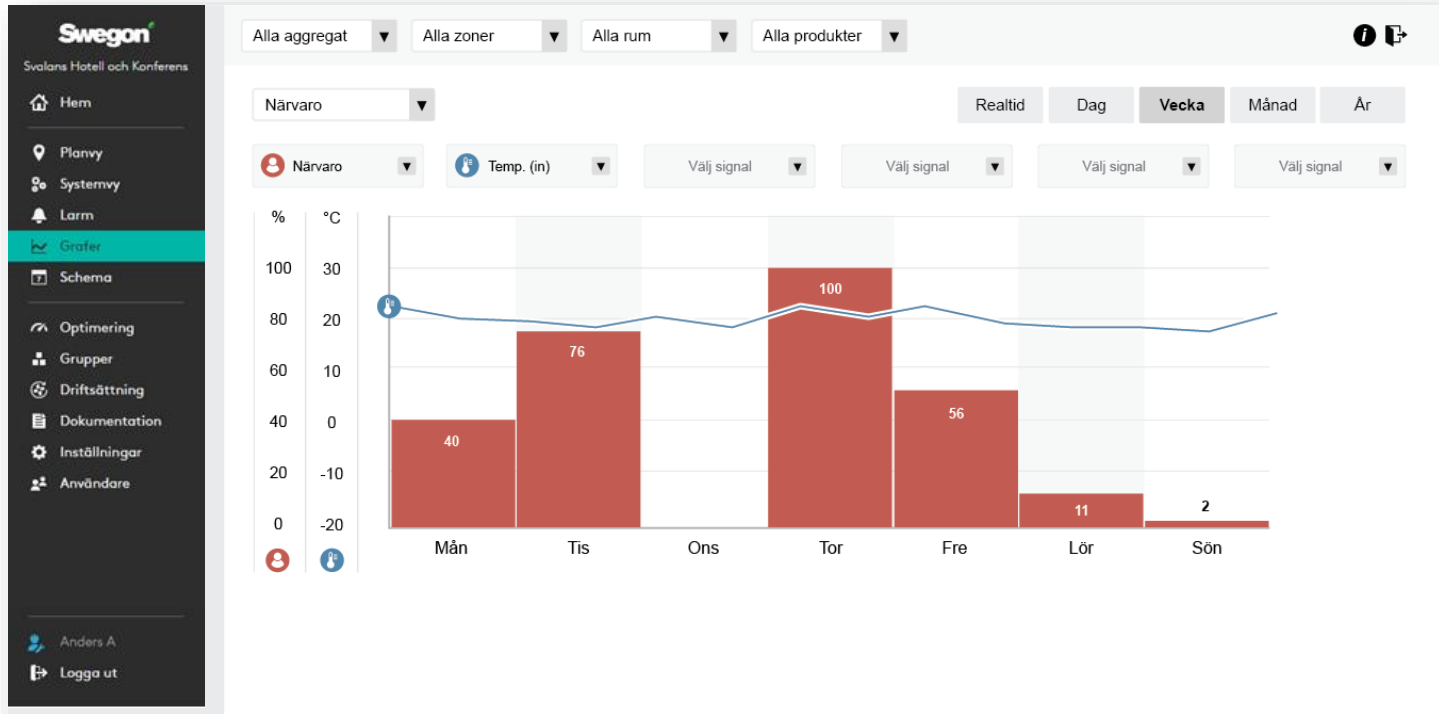 Swegon
Svalans Hotell och Konferens
Hem
Planvy
Systemvy
Larm
Grafer
Schema
Optimering
Grupper
Driftsättning
Dokumentation
Inställningar
Användare
Anders A
Logga ut
Alla aggregat Alla zoner Alla rum Alla produkter
Närvaro
Realtid Dag Vecka Månad År
Närvaro Temp. (in) Välj signal Välj signal Välj signal Välj signal
% °C
100 30
80 20
60 10
40 0
20 -10
0 -20
40 76 100 56 11 2
Mån Tis Ons Tor Fre Lör Sön